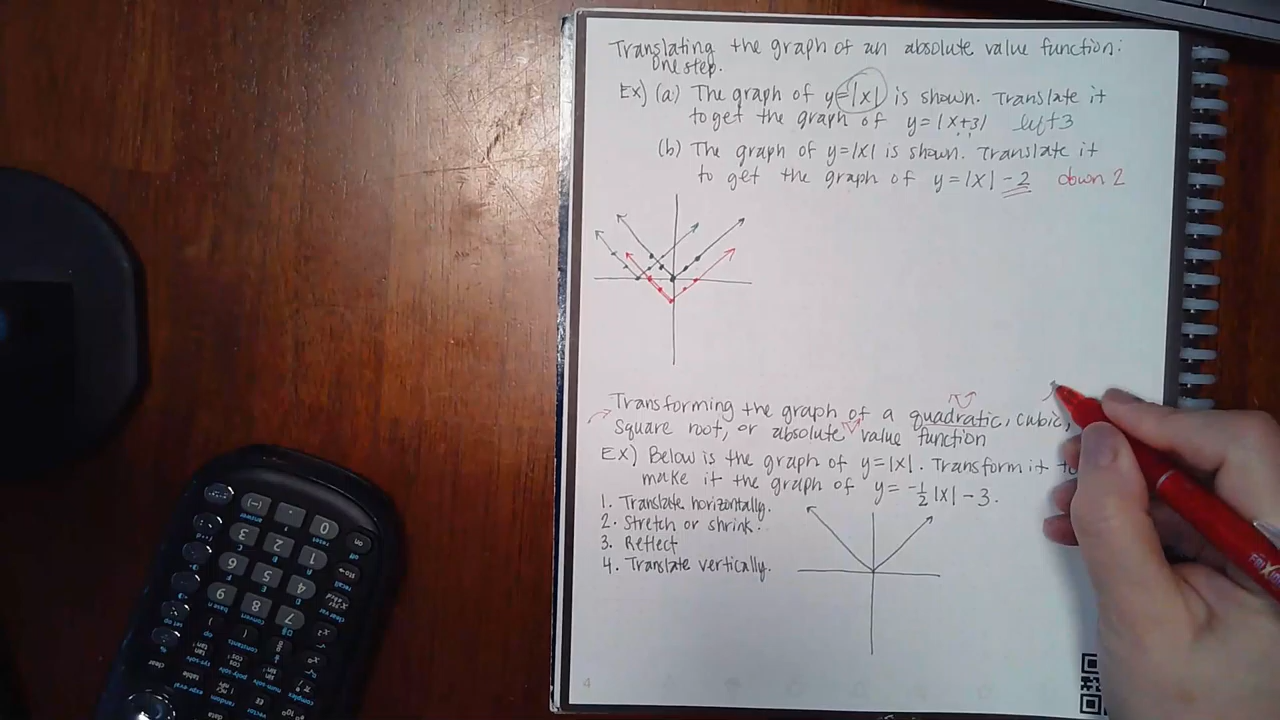 Translating the graph of an absolute value function:
One step.
Ex) (a) The graph of y=|x| is shown. Translate it
to get the graph of y=|x+3| left 3
(b) The graph of y=|x| is shown. Translate it
to get the graph of y=|x|-2 down 2
Transforming the graph of a quadratic, cubic,
square root, or absolute value function
EX) Below is the graph of y=|x|. Transform it to
make it the graph of y=-1/2|x|-3.
1. Translate horizontally.
2. Stretch or shrink.
3. Reflect
4. Translate vertically.
4